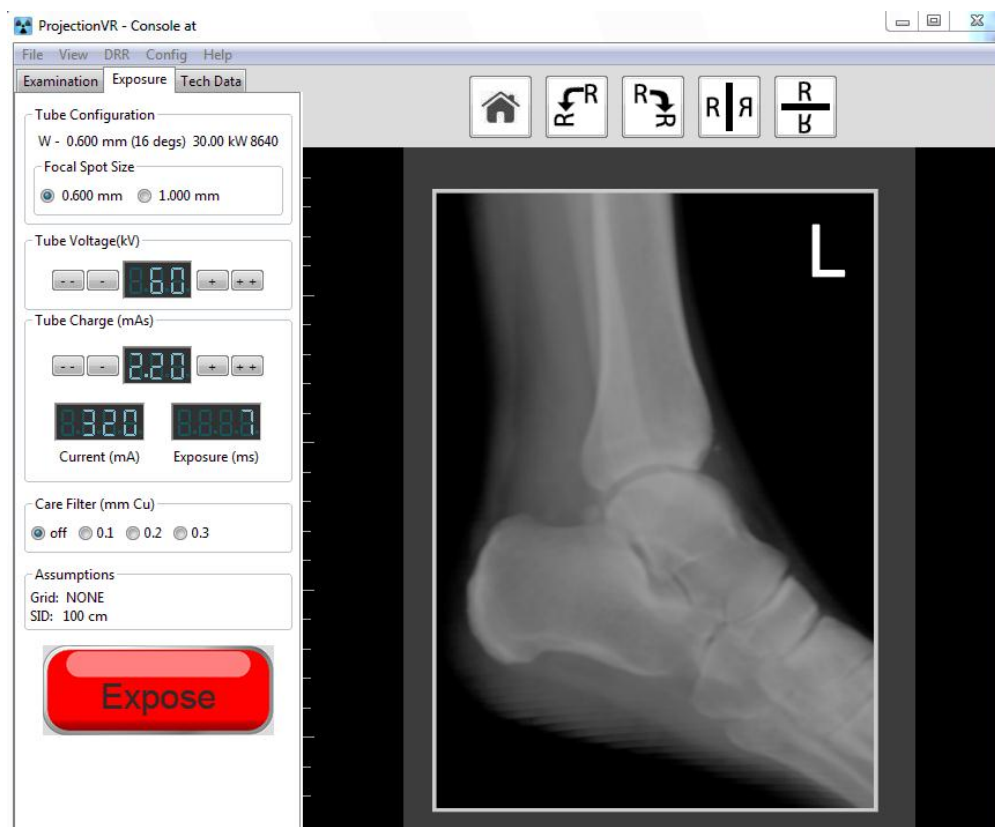 ProjectionVR - Console at
File View DRR Config Help
Examination Exposure Tech Data
Tube Configuration
W - 0.600 mm (16 degs) 30.00 kW 8640
Focal Spot Size
0.600 mm 1.000 mm
Tube Voltage(kV)
-- - 60 + ++
Tube Charge (mAs)
-- - 2.20 + ++
320 7
Current (mA) Exposure (ms)
Care Filter (mm Cu)
off 0.1 0.2 0.3
Assumptions
Grid: NONE
SID: 100 cm
Expose
R R R R R R R R
L